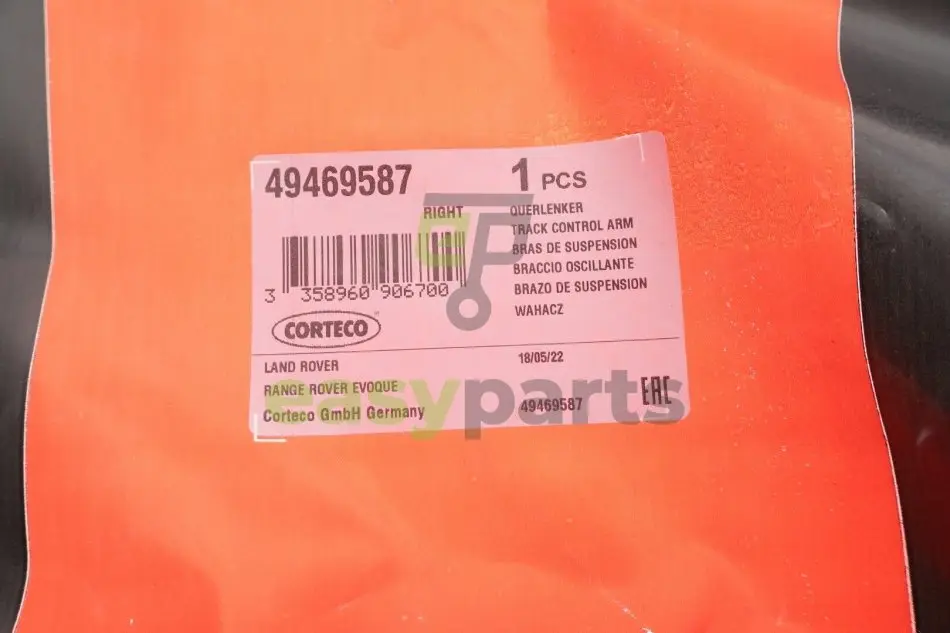 49469587
1 PCS
RIGHT
QUERLENKER
TRACK CONTROL ARM
BRAS DE SUSPENSION
BRACCIO OSCILLANTE
BRAZO DE SUSPENSION
WAHACZ
3 358960 906700
CORTECO
LAND ROVER
18/05/22
RANGE ROVER EVOQUE
Corteco GmbH Germany
49469587
EAC
easyparts